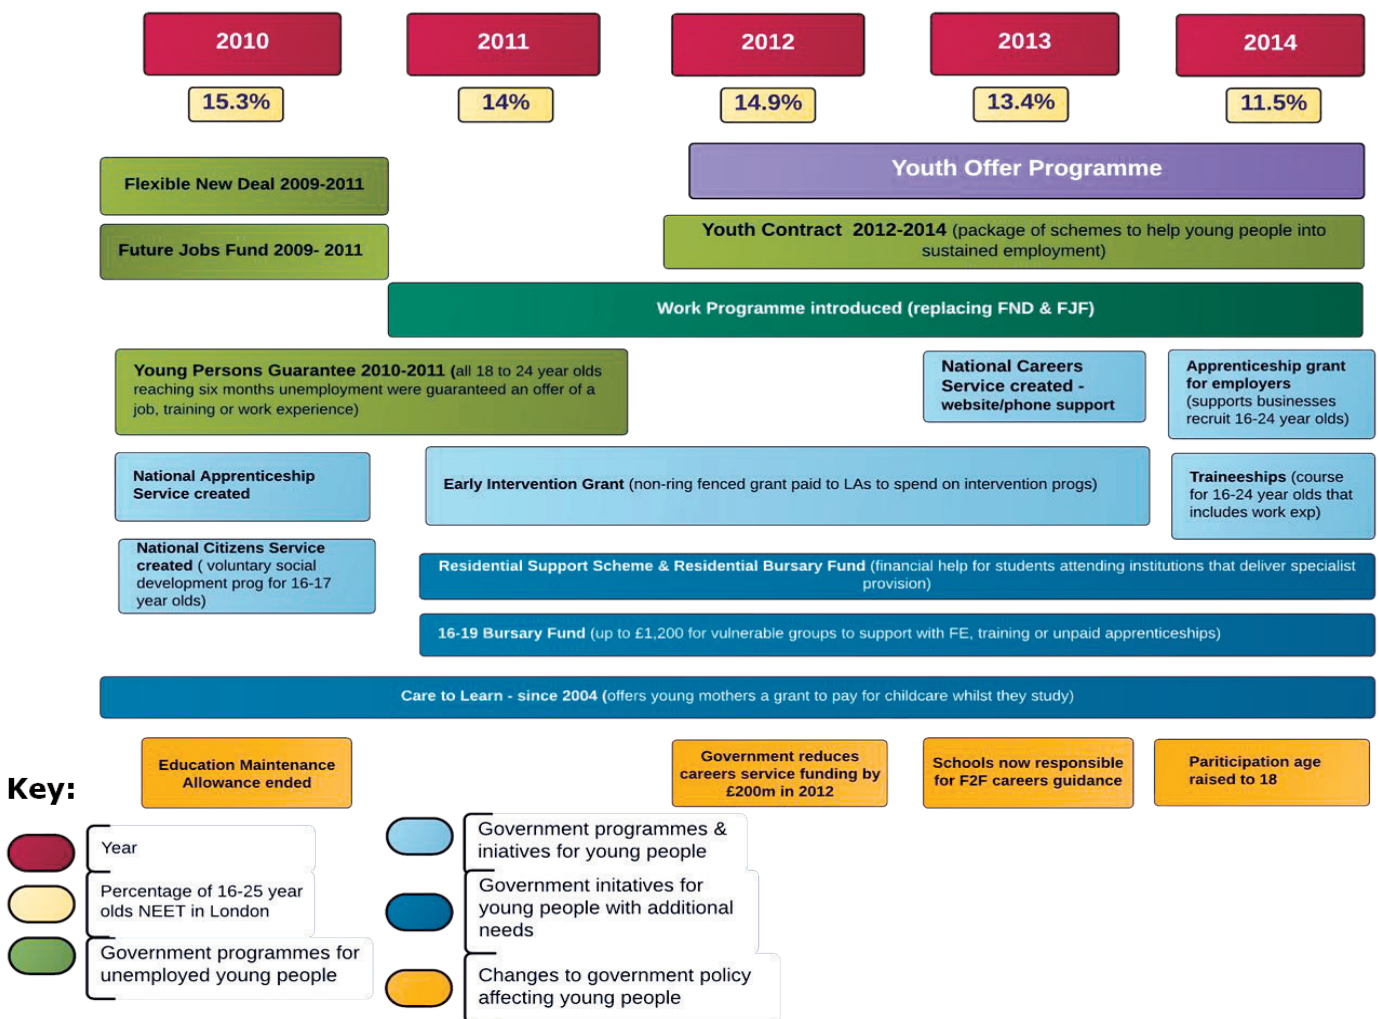 2010
2011
2012
2013
2014
15.3%
14%
14.9%
13.4%
11.5%
Flexible New Deal 2009-2011
Youth Offer Programme
Future Jobs Fund 2009- 2011
Youth Contract  2012-2014 (package of schemes to help young people into
sustained employment)
Work Programme introduced (replacing FND & FJF)
Young Persons Guarantee 2010-2011 (all 18 to 24 year olds
reaching six months unemployment were guaranteed an offer of a
job, training or work experience)
National Careers
Service created -
website/phone support
Apprenticeship grant
for employers
(supports businesses
recruit 16-24 year olds)
National Apprenticeship
Service created
Early Intervention Grant (non-ring fenced grant paid to LAs to spend on intervention progs)
Traineeships (course
for 16-24 year olds that
includes work exp)
National Citizens Service
created ( voluntary social
development prog for 16-17
year olds)
Residential Support Scheme & Residential Bursary Fund (financial help for students attending institutions that deliver specialist
provision)
16-19 Bursary Fund (up to £1,200 for vulnerable groups to support with FE, training or unpaid apprenticeships)
Care to Learn - since 2004 (offers young mothers a grant to pay for childcare whilst they study)
Education Maintenance
Allowance ended
Government reduces
careers service funding by
£200m in 2012
Schools now responsible
for F2F careers guidance
Pariticipation age
raised to 18
Key:
Year
Percentage of 16-25 year
olds NEET in London
Government programmes for
unemployed young people
Government programmes &
iniatives for young people
Government initatives for
young people with additional
needs
Changes to government policy
affecting young people